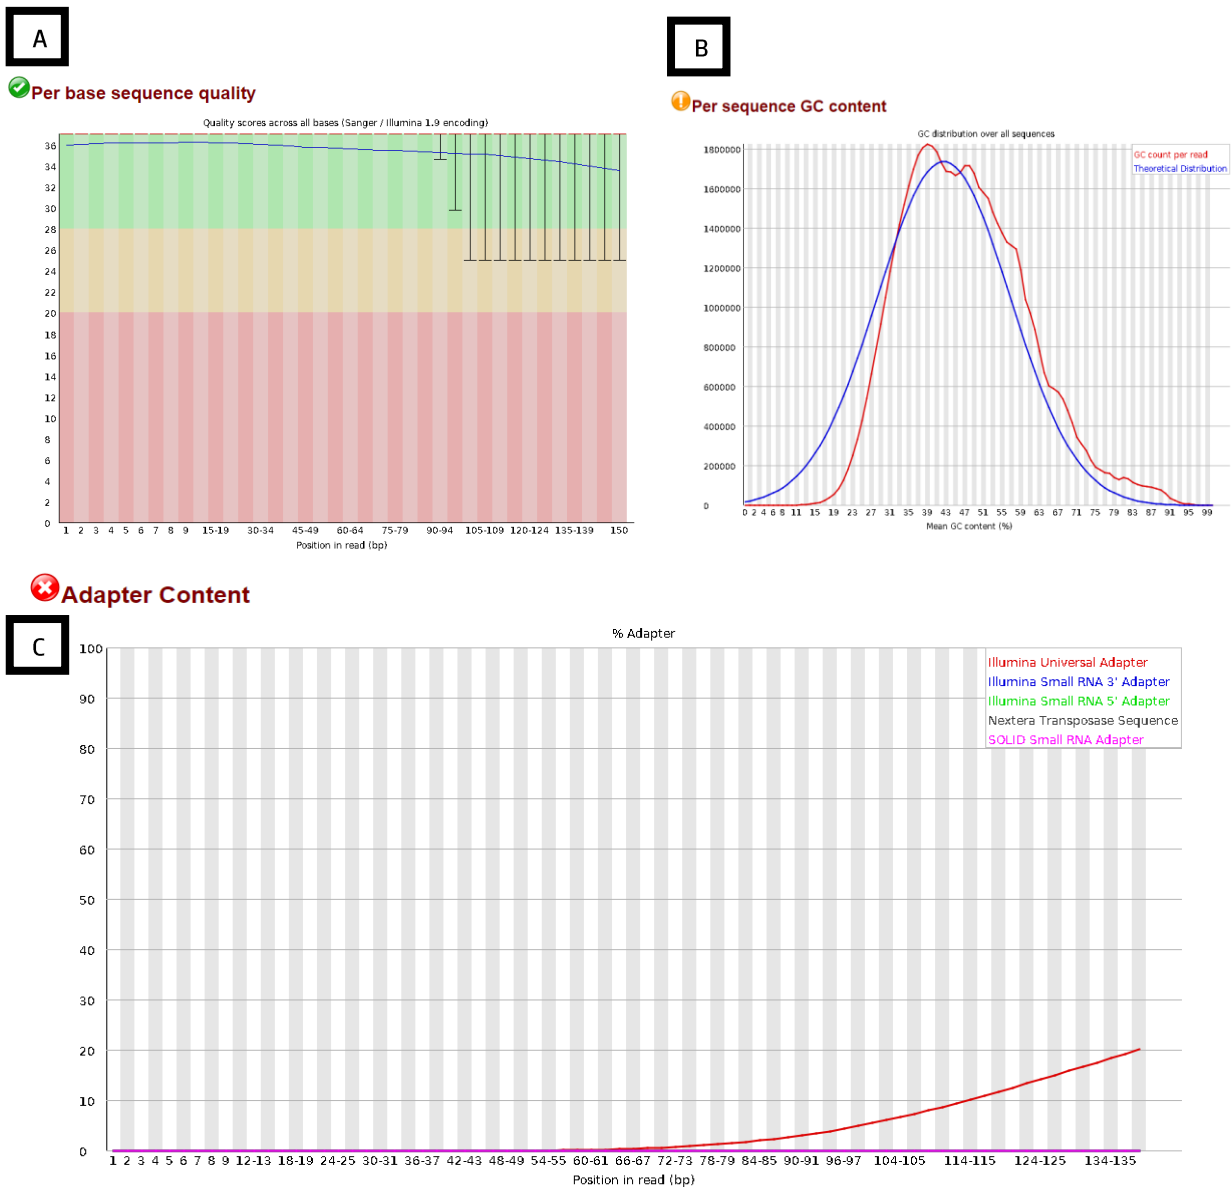 A
Per base sequence quality
Quality scores across all bases (Sanger / Illumina 1.9 encoding)
36
34
32
30
28
26
24
22
20
18
16
14
12
10
8
6
4
2
0
1 2 3 4 5 6 7 8 9 15-19 30-34 45-49 60-64 75-79 90-94 105-109 120-124 135-139 150
Position in read (bp)
B
Per sequence GC content
GC distribution over all sequences
GC count per read
Theoretical Distribution
1800000
1600000
1400000
1200000
1000000
800000
600000
400000
200000
0
0 2 4 6 8 11 15 19 23 27 31 35 39 43 47 51 55 59 63 67 71 75 79 83 87 91 95 99
Mean GC content (%)
Adapter Content
C
% Adapter
Illumina Universal Adapter
Illumina Small RNA 3' Adapter
Illumina Small RNA 5' Adapter
Nextera Transposase Sequence
SOLID Small RNA Adapter
100
90
80
70
60
50
40
30
20
10
0
1 2 3 4 5 6 7 8 9 12-13 18-19 24-25 30-31 36-37 42-43 48-49 54-55 60-61 66-67 72-73 78-79 84-85 90-91 96-97 104-105 114-115 124-125 134-135
Position in read (bp)